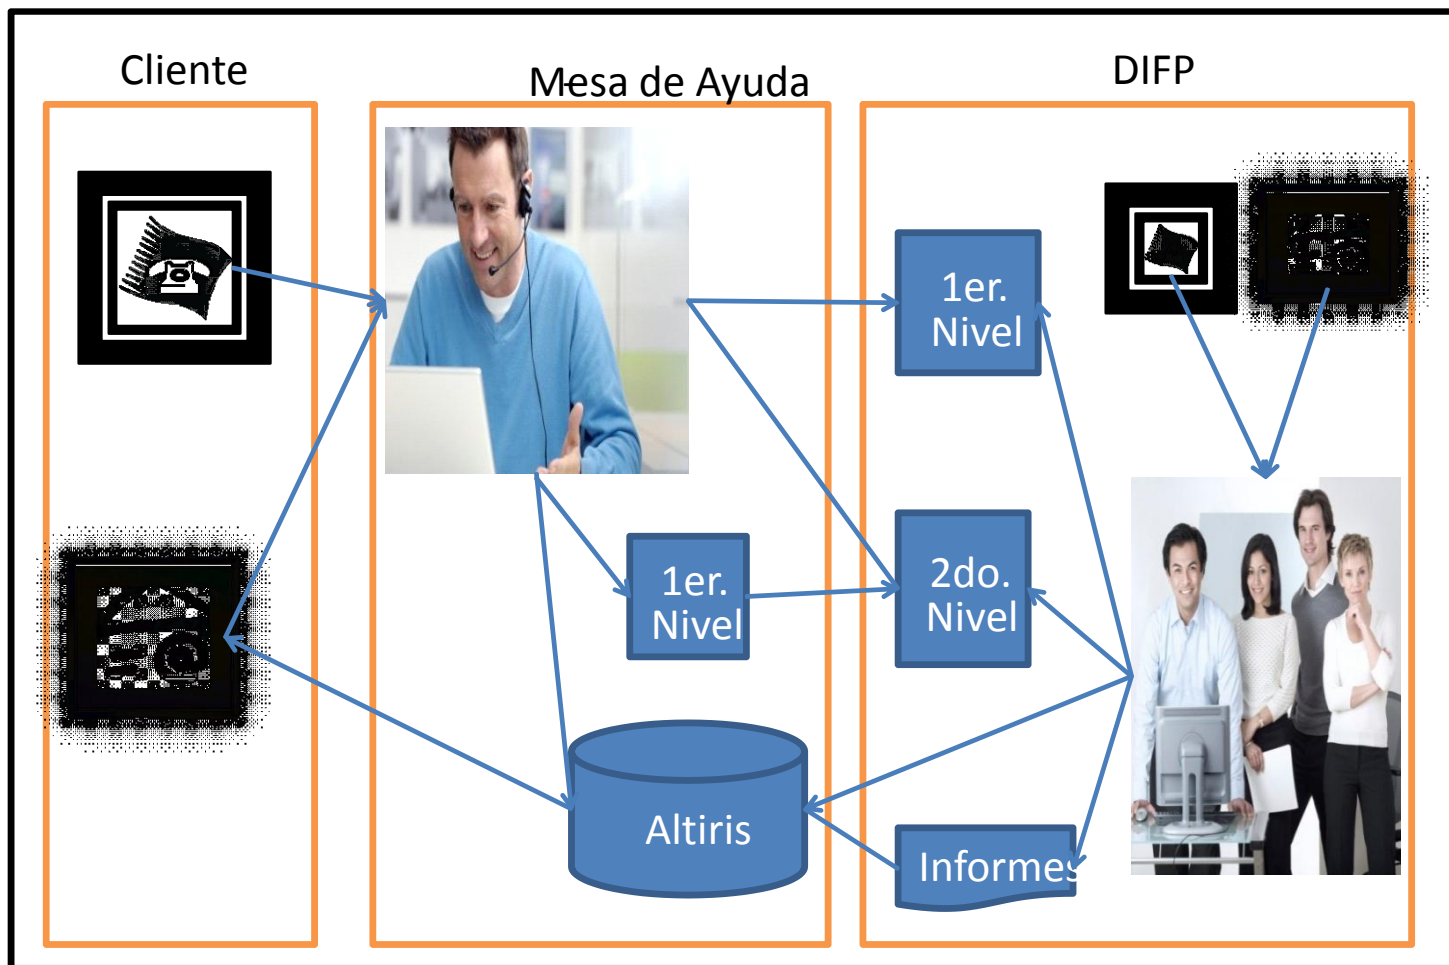 Cliente
Mesa de Ayuda
DIFP
1er.
Nivel
1er.
Nivel
2do.
Nivel
Altiris
Informes